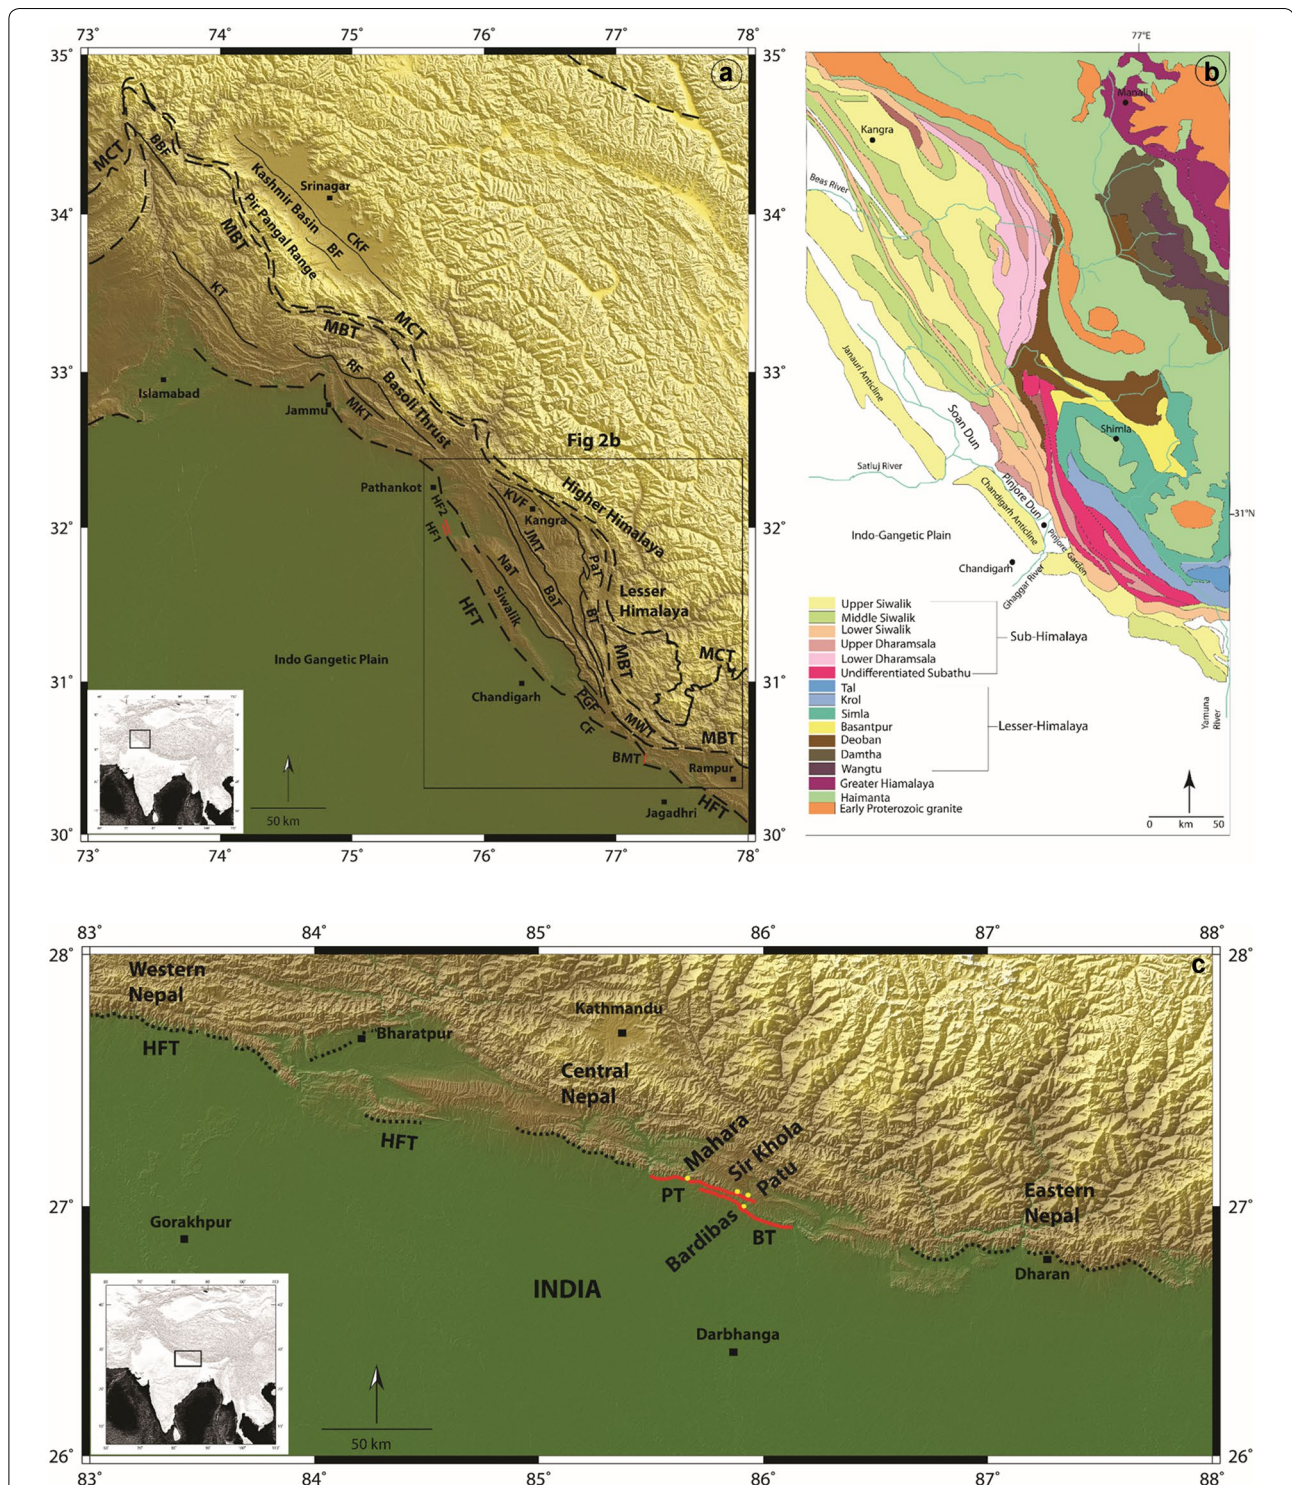 73°
74°
75°
76°
77°
78°
35°
35°
a
BBF
MCT
Srinagar
Kashmir Basin
34°
34°
Pir Pangal Range
MBT
CKF
BF
KT
MBT
MCT
33°
33°
RF
Islamabad
Basoli Thrust
Jammu
MKT
Fig 2b
Pathankot
HF2
KVF
Higher Himalaya
Kangra
HF1
32°
32°
JMT
NaT
PaT
Siwalik
BaT
BT
HFT
Lesser
Himalaya
MBT
MCT
Indo Gangetic Plain
31°
31°
Chandigarh
PGF
CF
MWT
MBT
BMT
Rampur
HFT
Jagadhri
50 km
30°
30°
73°
74°
75°
76°
77°
78°
77°E
b
Manali
Kangra
Beas River
Janauri Anticline
Soan Dun
Shimla
Satluj River
Pinjore Dun
Chandigarh Anticline
31°N
Indo-Gangetic Plain
Pinjore Garden
Chandigarh
Ghaggar River
Upper Siwalik
Middle Siwalik
Lower Siwalik
Sub-Himalaya
Upper Dharamsala
Lower Dharamsala
Undifferentiated Subathu
Tal
Krol
Simla
Yamuna
River
Basantpur
Lesser-Himalaya
Deoban
Damtha
Wangtu
Greater Hiamalaya
Haimanta
Early Proterozoic granite
0 km 50
83°
84°
85°
86°
87°
88°
28°
28°
c
Western
Nepal
Kathmandu
HFT
Bharatpur
Central
Nepal
HFT
Mahara
Sir Khola
Patu
PT
Eastern
Nepal
27°
27°
Gorakhpur
Bardibas
BT
Dharan
INDIA
Darbhanga
50 km
26°
26°
83°
84°
85°
86°
87°
88°